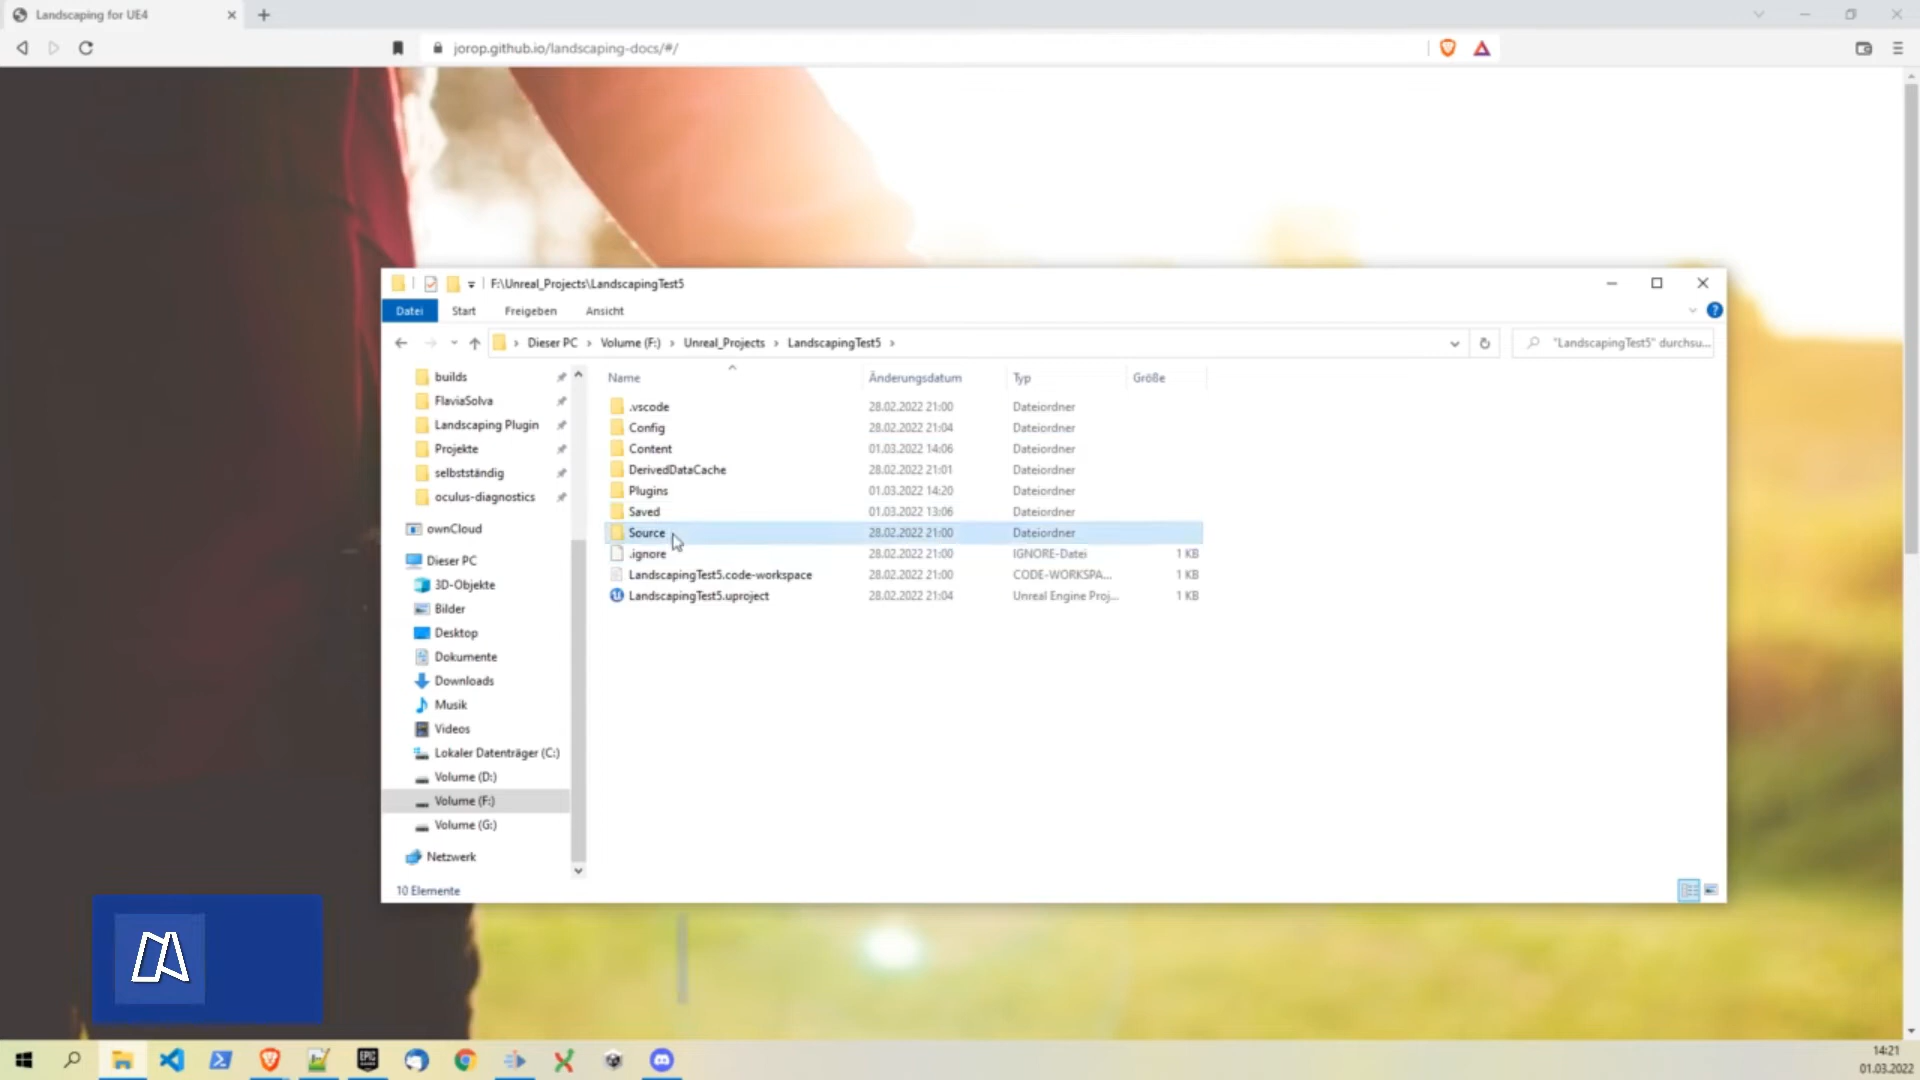 Landscaping for UE4
jorop.github.io/landscaping-docs/#/
F:\Unreal_Projects\LandscapingTest5
Datei Start Freigeben Ansicht
Dieser PC Volume (F:) Unreal_Projects LandscapingTest5
"LandscapingTest5" durchsu...
builds
FlaviaSolva
Landscaping Plugin
Projekte
selbstständig
oculus-diagnostics
ownCloud
Dieser PC
3D-Objekte
Bilder
Desktop
Dokumente
Downloads
Musik
Videos
Lokaler Datenträger (C:)
Volume (D:)
Volume (F:)
Volume (G:)
Netzwerk
Name Änderungsdatum Typ Größe
.vscode 28.02.2022 21:00 Dateiordner
Config 28.02.2022 21:04 Dateiordner
Content 01.03.2022 14:06 Dateiordner
DerivedDataCache 28.02.2022 21:01 Dateiordner
Plugins 01.03.2022 14:20 Dateiordner
Saved 01.03.2022 13:06 Dateiordner
Source 28.02.2022 21:00 Dateiordner
.ignore 28.02.2022 21:00 IGNORE-Datei 1 KB
LandscapingTest5.code-workspace 28.02.2022 21:00 CODE-WORKSPA... 1 KB
LandscapingTest5.uproject 28.02.2022 21:04 Unreal Engine Proj... 1 KB
10 Elemente
EPIC
GAMES
14:21
01.03.2022